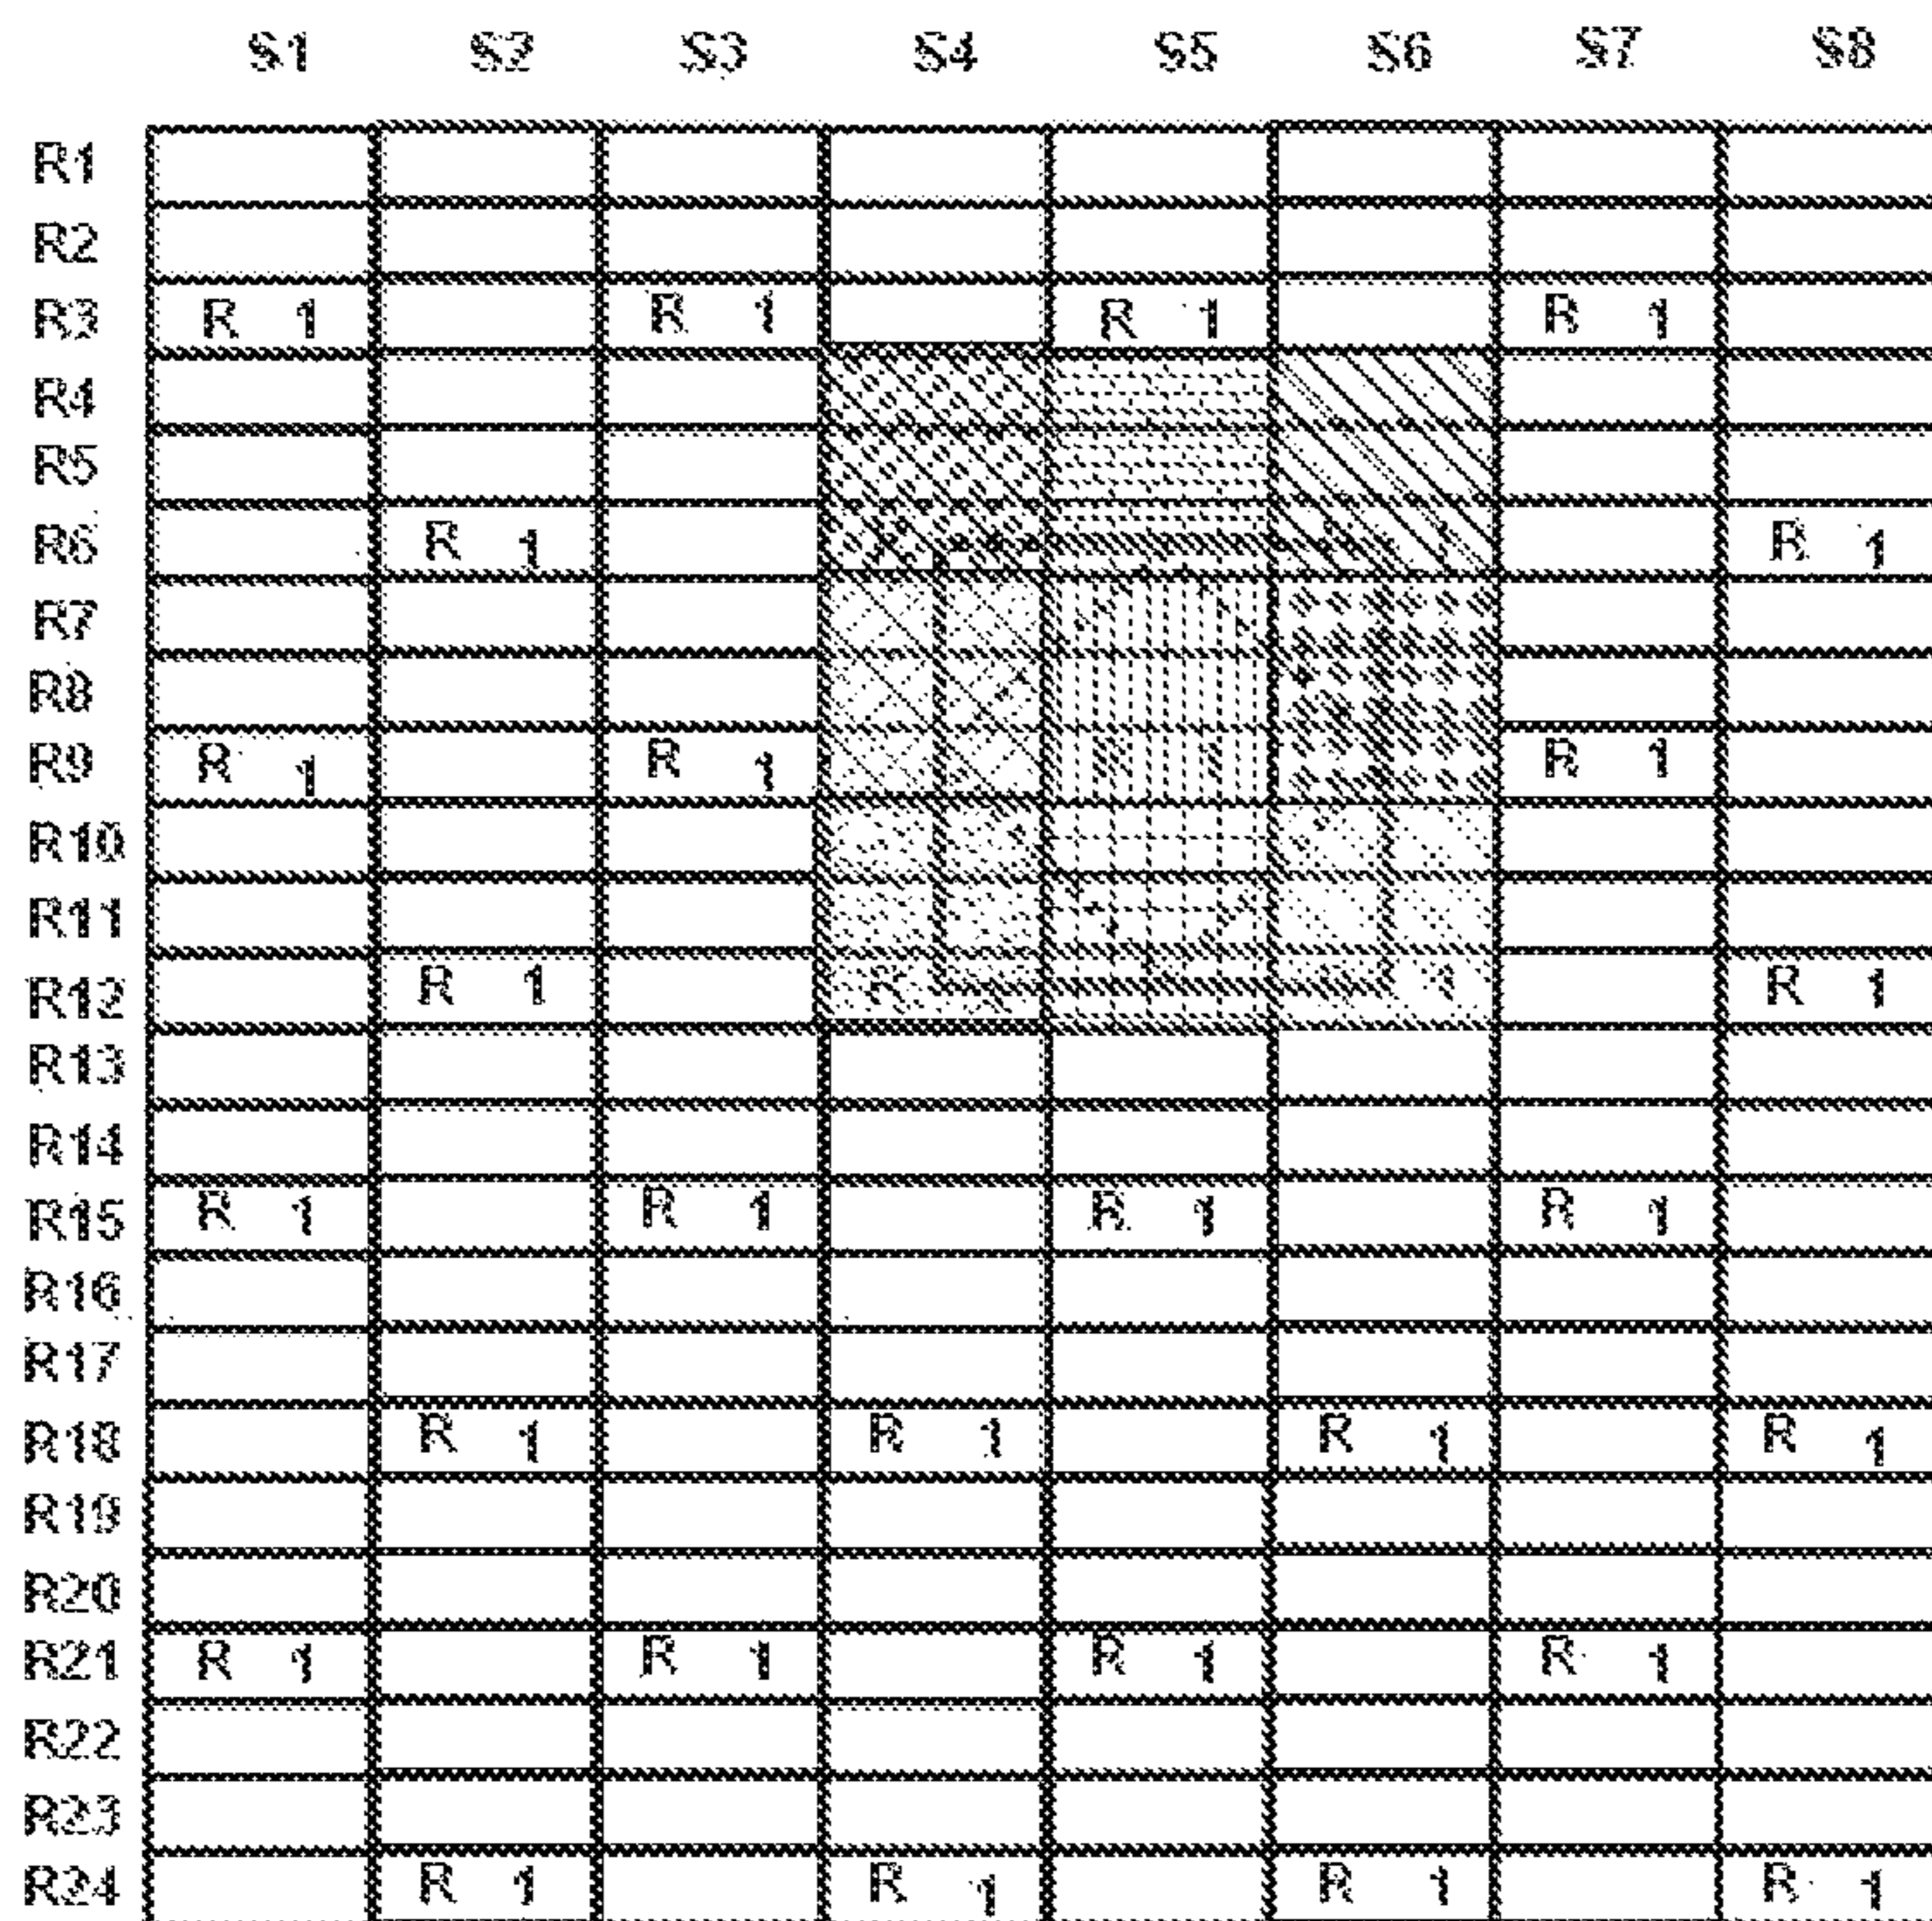 S1 S2 S3 S4 S5 S6 S7 S8
R1
R2
R3 R 1 R 1 R 1 R 1
R4
R5
R6 R 1 R 1
R7
R8
R9 R 1 R 1 R 1
R10
R11
R12 R 1 R 1
R13
R14
R15 R 1 R 1 R 1 R 1
R16
R17
R18 R 1 R 1 R 1 R 1
R19
R20
R21 R 1 R 1 R 1 R 1
R22
R23
R24 R 1 R 1 R 1 R 1